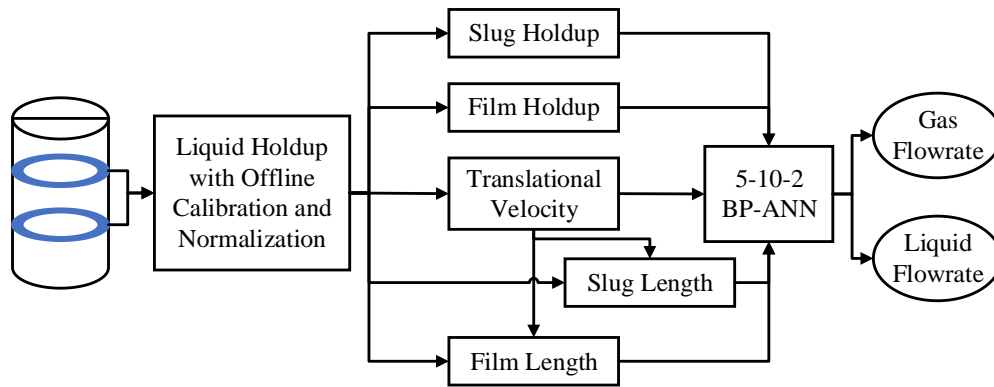 Liquid Holdup
with Offline
Calibration and
Normalization
Slug Holdup
Film Holdup
Translational
Velocity
Slug Length
Film Length
5-10-2
BP-ANN
Gas
Flowrate
Liquid
Flowrate